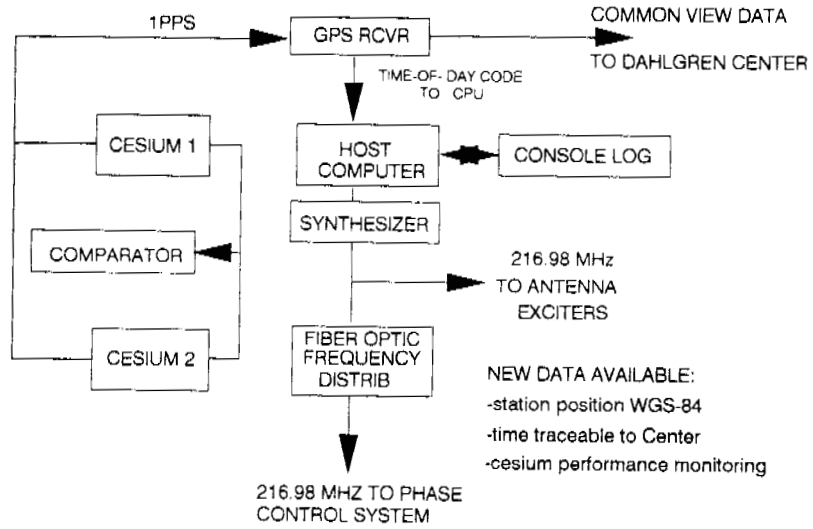 1PPS
GPS RCVR
COMMON VIEW DATA
TO DAHLGREN CENTER
TIME-OF- DAY CODE
TO CPU
CESIUM 1
HOST
COMPUTER
CONSOLE LOG
SYNTHESIZER
COMPARATOR
216.98 MHz
TO ANTENNA
EXCITERS
FIBER OPTIC
FREQUENCY
DISTRIB
CESIUM 2
NEW DATA AVAILABLE:
-station position WGS-84
-time traceable to Center
-cesium performance monitoring
216.98 MHZ TO PHASE
CONTROL SYSTEM